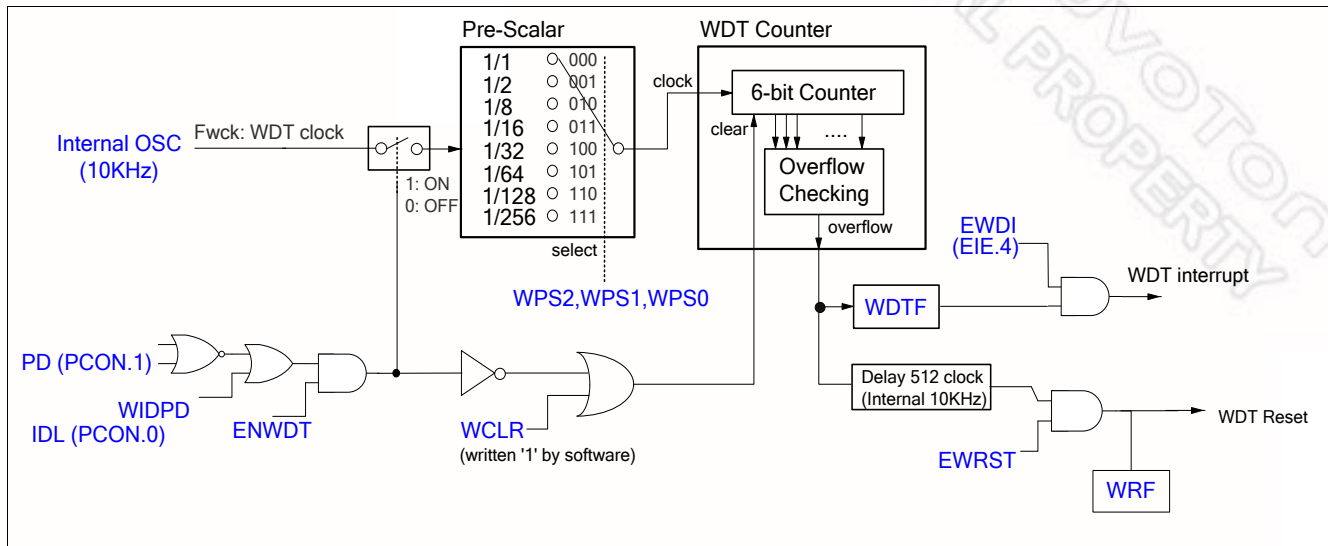 Pre-Scalar
1/1 000
1/2 001
1/8 010
1/16 011
1/32 100
1/64 101
1/128 110
1/256 111
select
WPS2,WPS1,WPS0
WDT Counter
clock
6-bit Counter
clear
....
Overflow
Checking
overflow
Internal OSC
(10KHz)
Fwck: WDT clock
1: ON
0: OFF
EWDI
(EIE.4)
WDT interrupt
WDTF
PD (PCON.1)
WIDPD
IDL (PCON.0)
ENWDT
WCLR
(written '1' by software)
Delay 512 clock
(Internal 10KHz)
EWRST
WDT Reset
WRF
PROPERTY